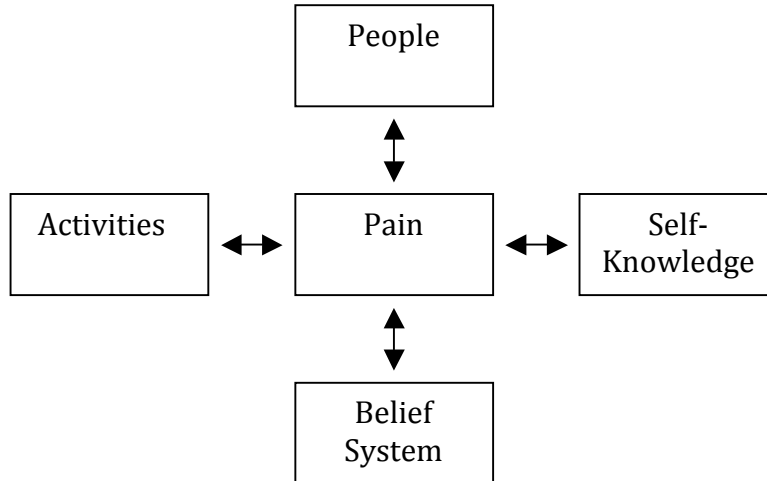 People
Activities
Pain
Self-
Knowledge
Belief
System